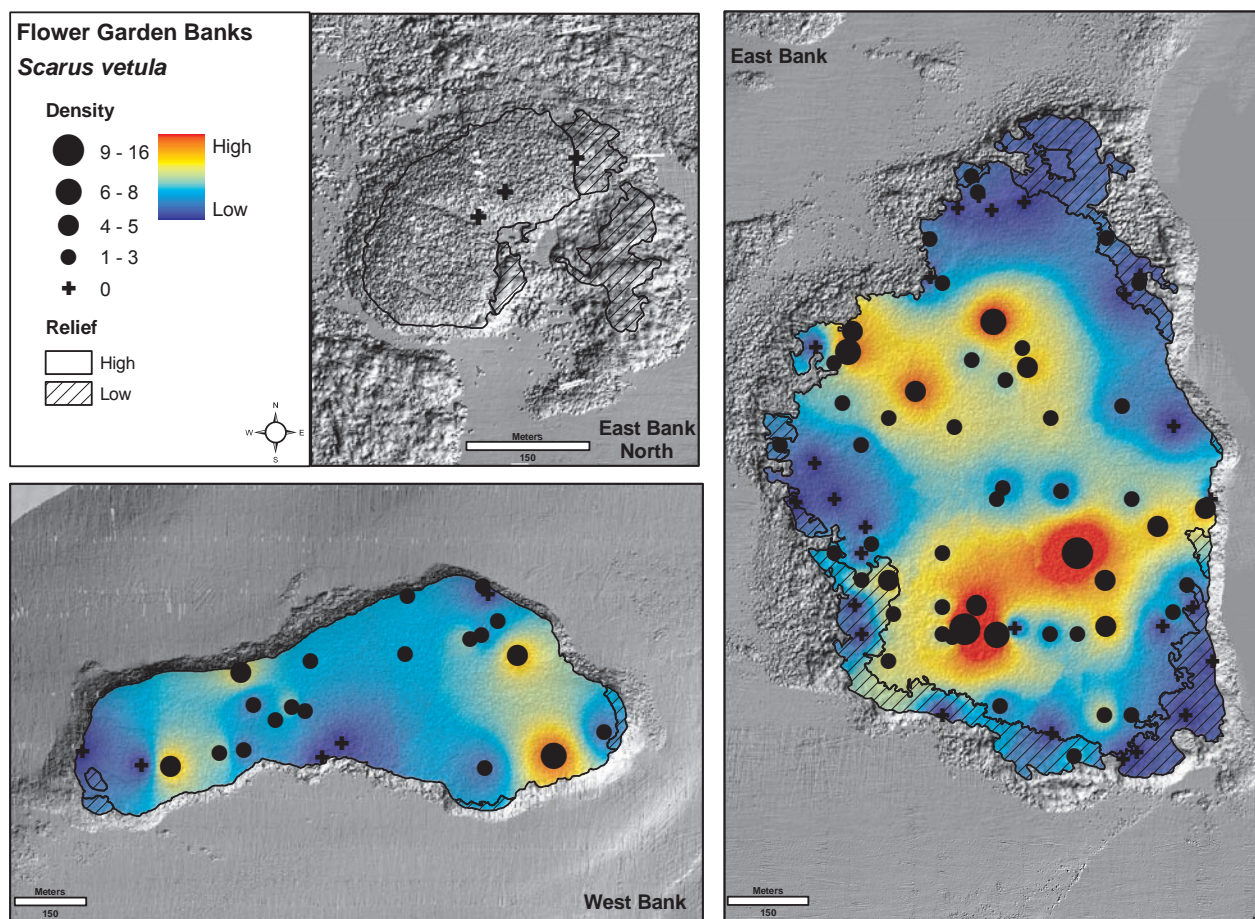 Flower Garden Banks
Scarus vetula
Density
9 - 16
6 - 8
4 - 5
1 - 3
0
High
Low
Relief
High
Low
N
W E
S
Meters
150
East Bank
North
East Bank
Meters
150
West Bank
Meters
150